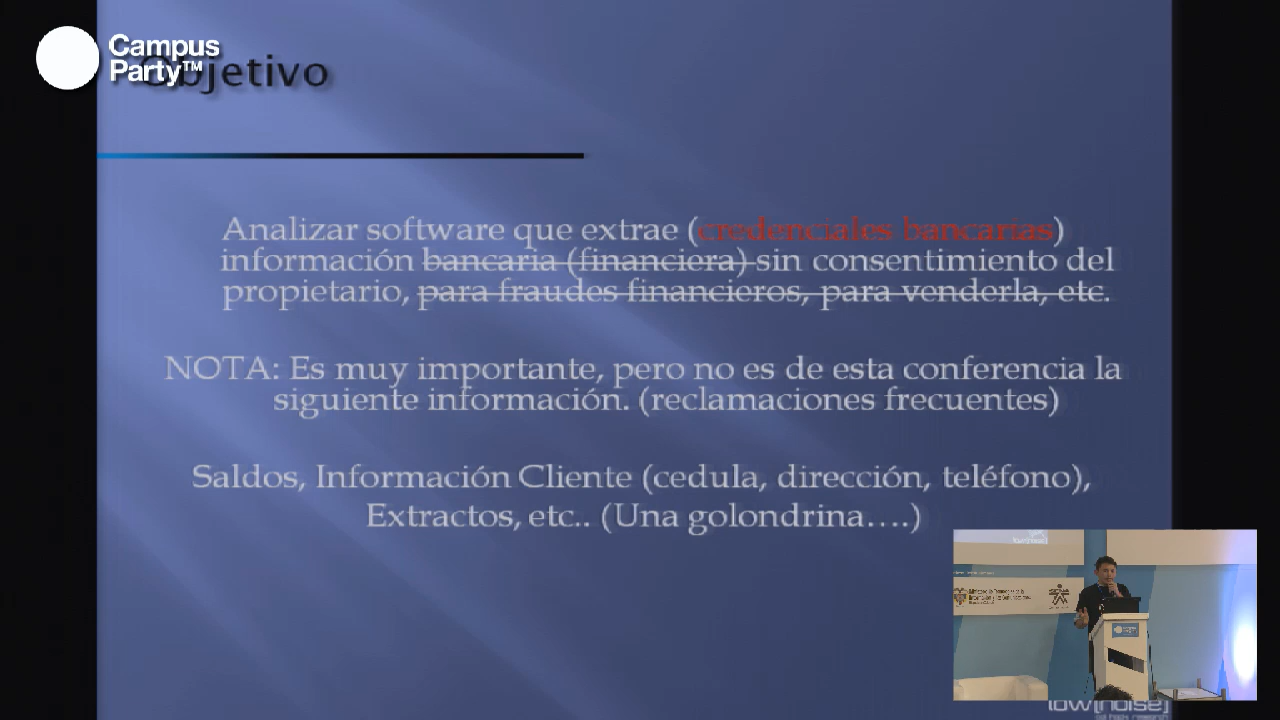 Campus
Party™
Objetivo
Analizar software que extrae (credenciales bancarias)
información bancaria (financiera) sin consentimiento del
propietario, para fraudes financieros, para venderla, etc.
NOTA: Es muy importante, pero no es de esta conferencia la
siguiente información. (reclamaciones frecuentes)
Saldos, Información Cliente (cedula, dirección, teléfono),
Extractos, etc.. (Una golondrina….)
low[noise]